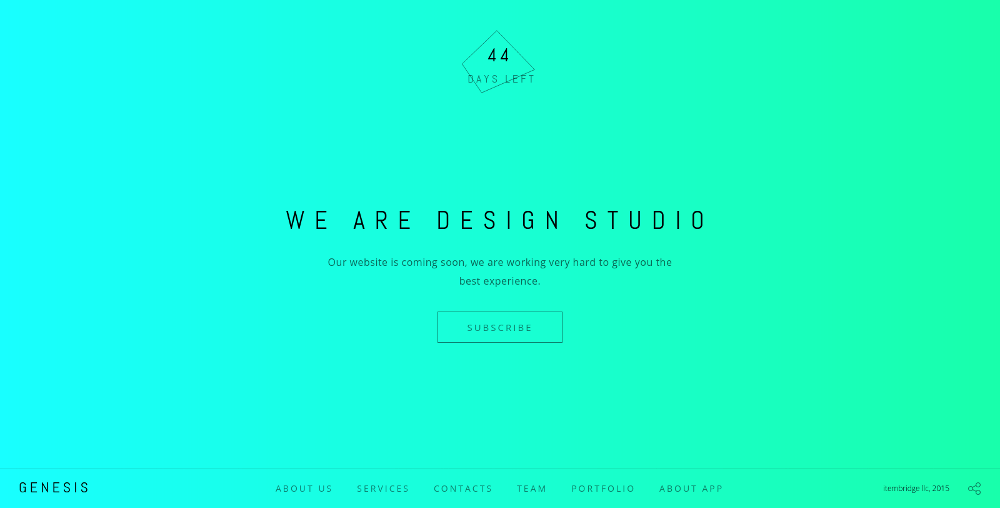 44
DAYS LEFT
WE ARE DESIGN STUDIO
Our website is coming soon, we are working very hard to give you the
best experience.
SUBSCRIBE
GENESIS
ABOUT US
SERVICES
CONTACTS
TEAM
PORTFOLIO
ABOUT APP
itembridge llc, 2015